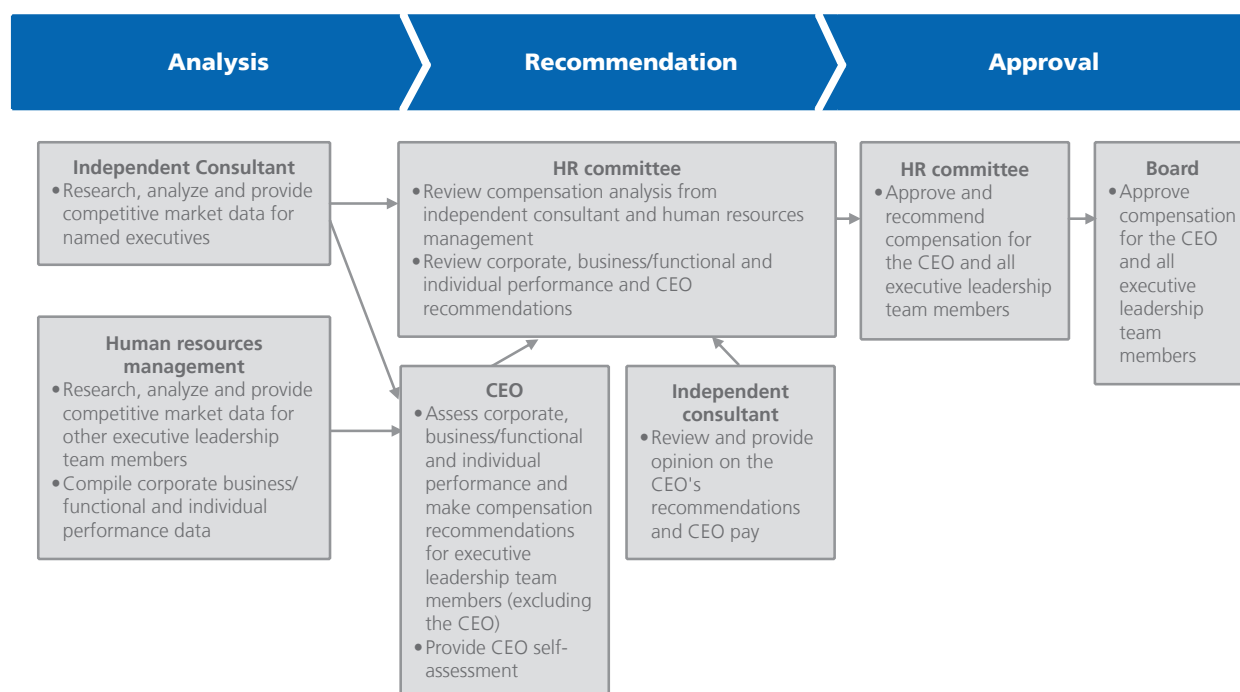 Analysis
Recommendation
Approval
Independent Consultant
•Research, analyze and provide
competitive market data for
named executives
Human resources
management
•Research, analyze and provide
competitive market data for
other executive leadership
team members
•Compile corporate business/
functional and individual
performance data
HR committee
•Review compensation analysis from
independent consultant and human resources
management
•Review corporate, business/functional and
individual performance and CEO
recommendations
CEO
•Assess corporate,
business/functional
and individual
performance and
make compensation
recommendations
for executive
leadership team
members (excluding
the CEO)
•Provide CEO self-
assessment
Independent
consultant
•Review and provide
opinion on the
CEO's
recommendations
and CEO pay
HR committee
•Approve and
recommend
compensation for
the CEO and all
executive leadership
team members
Board
•Approve
compensation
for the CEO
and all
executive
leadership
team
members